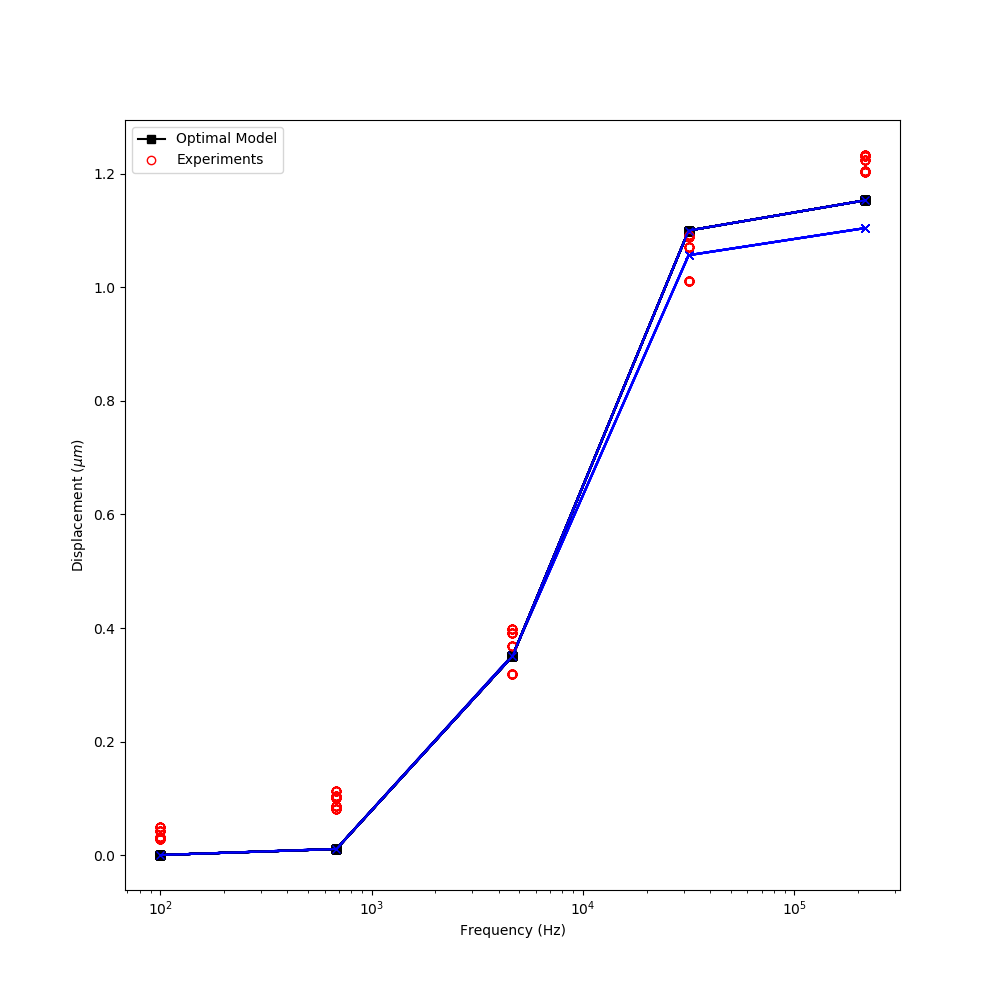 Optimal Model
Experiments
1.2
1.0
0.8
0.6
0.4
0.2
0.0
Displacement (μm)
10² 10³ 10⁴ 10⁵
Frequency (Hz)